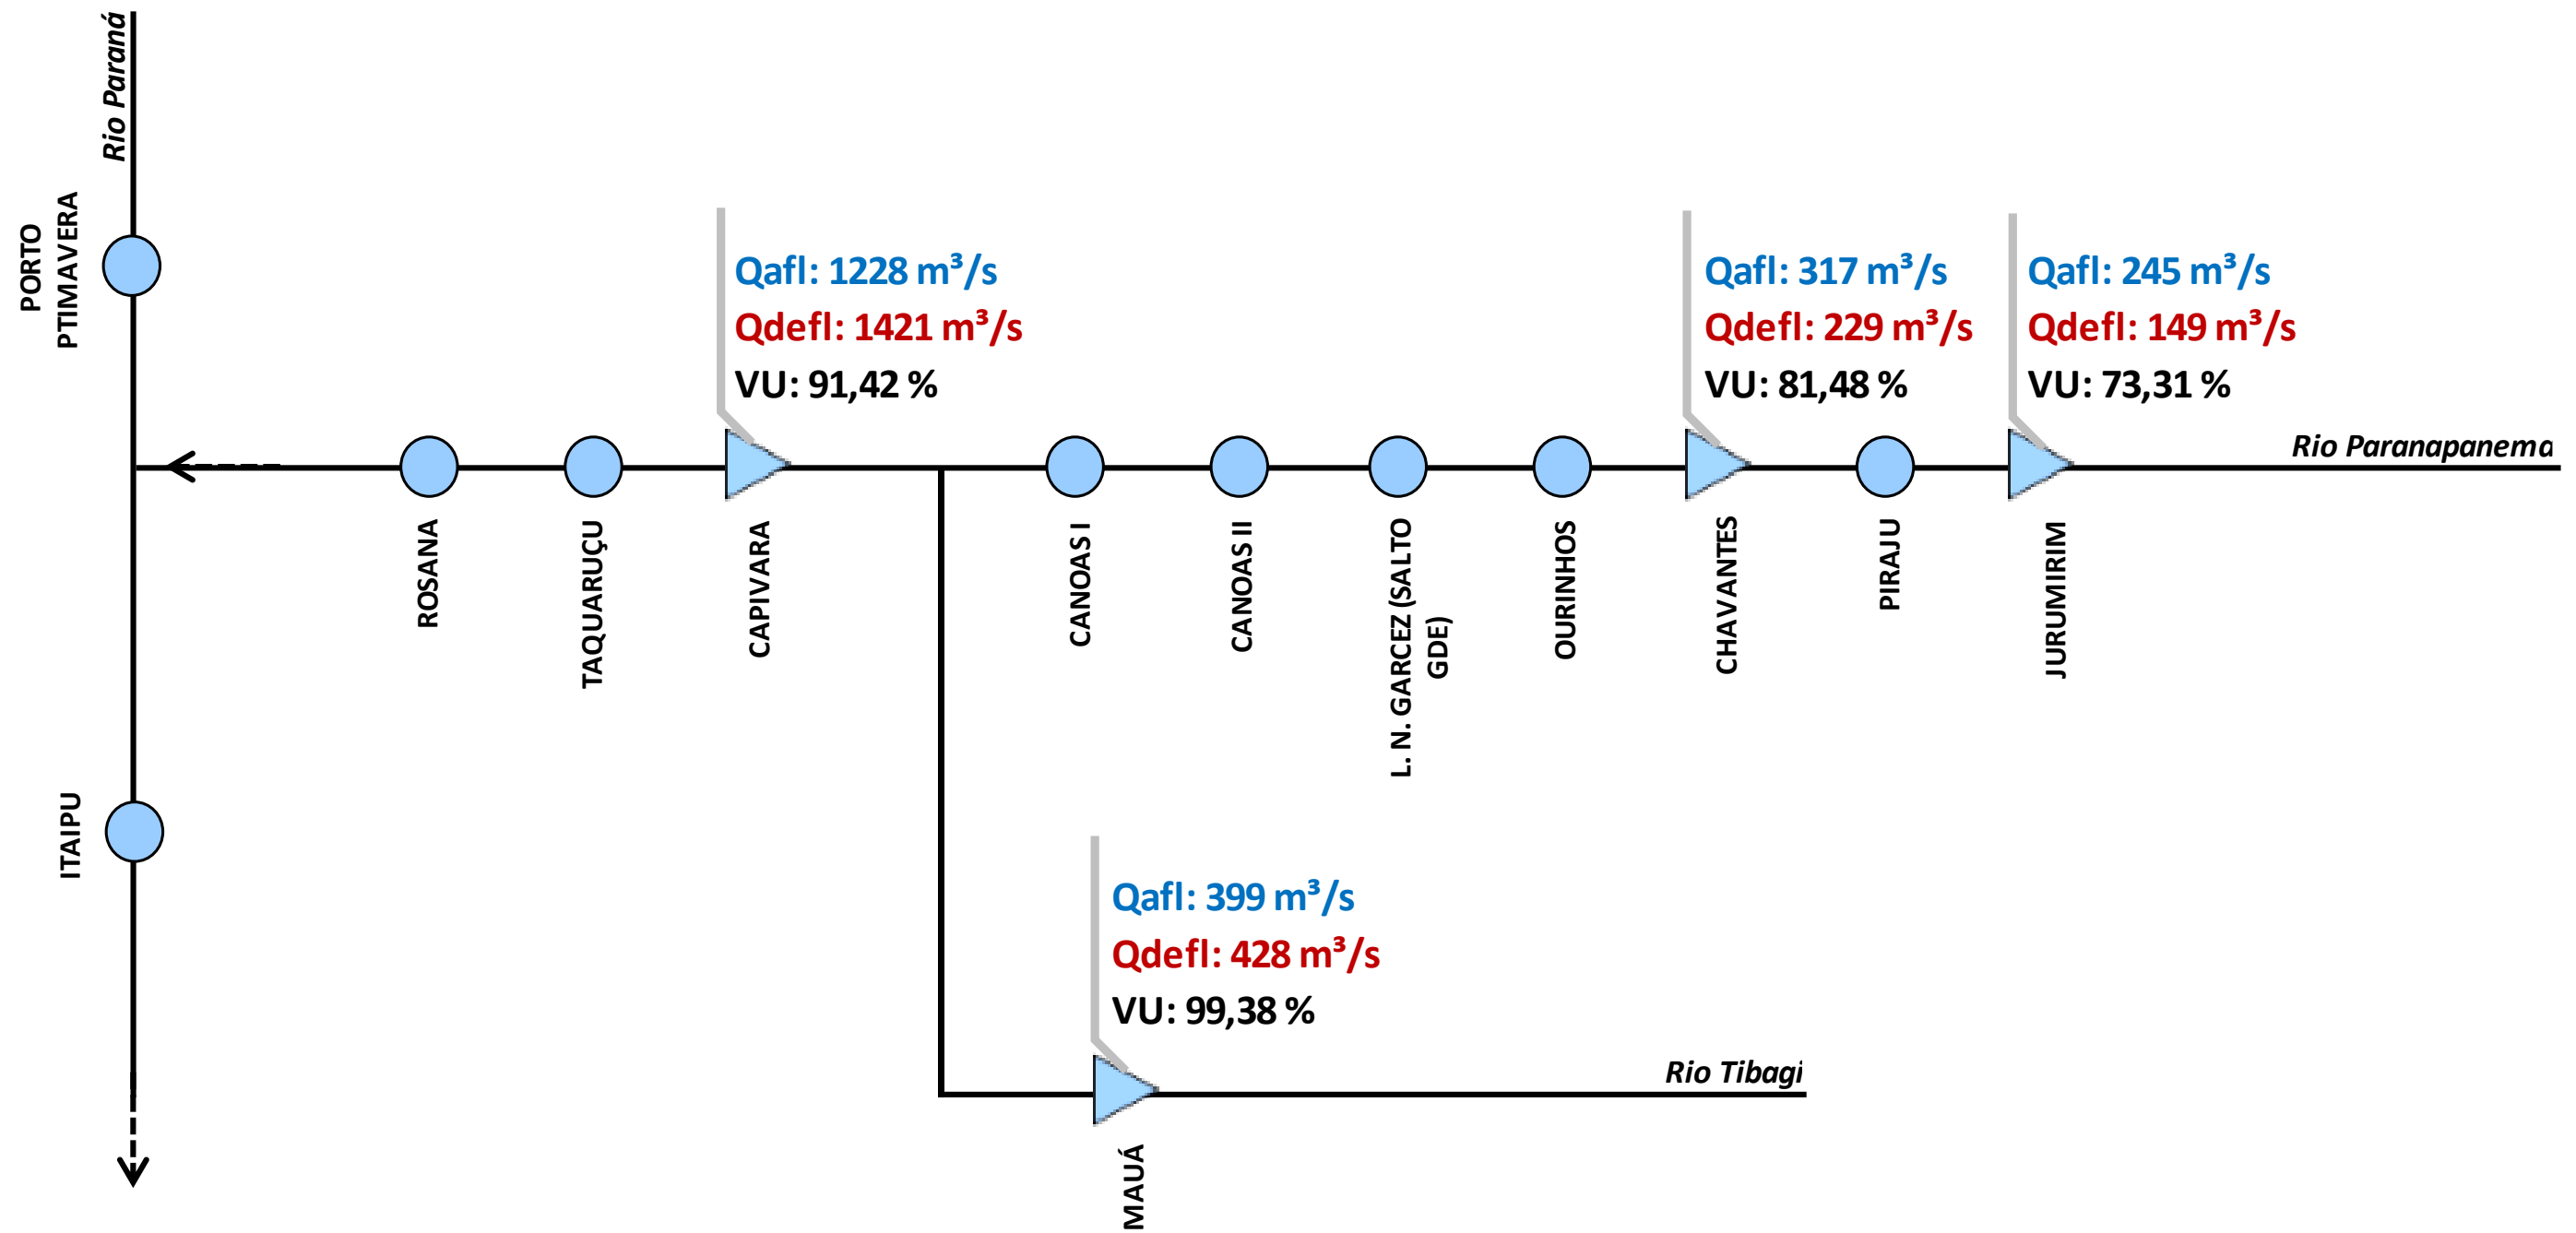 Rio Paraná
PORTO
PTIMAVERA
Qafl: 1228 m³/s
Qdefl: 1421 m³/s
VU: 91,42 %
Qafl: 317 m³/s
Qdefl: 229 m³/s
VU: 81,48 %
Qafl: 245 m³/s
Qdefl: 149 m³/s
VU: 73,31 %
Rio Paranapanema
ROSANA
TAQUARUÇU
CAPIVARA
CANOAS I
CANOAS II
L. N. GARCEZ (SALTO
GDE)
OURINHOS
CHAVANTES
PIRAJU
JURUMIRIM
ITAIPU
Qafl: 399 m³/s
Qdefl: 428 m³/s
VU: 99,38 %
Rio Tibagi
MAUÁ